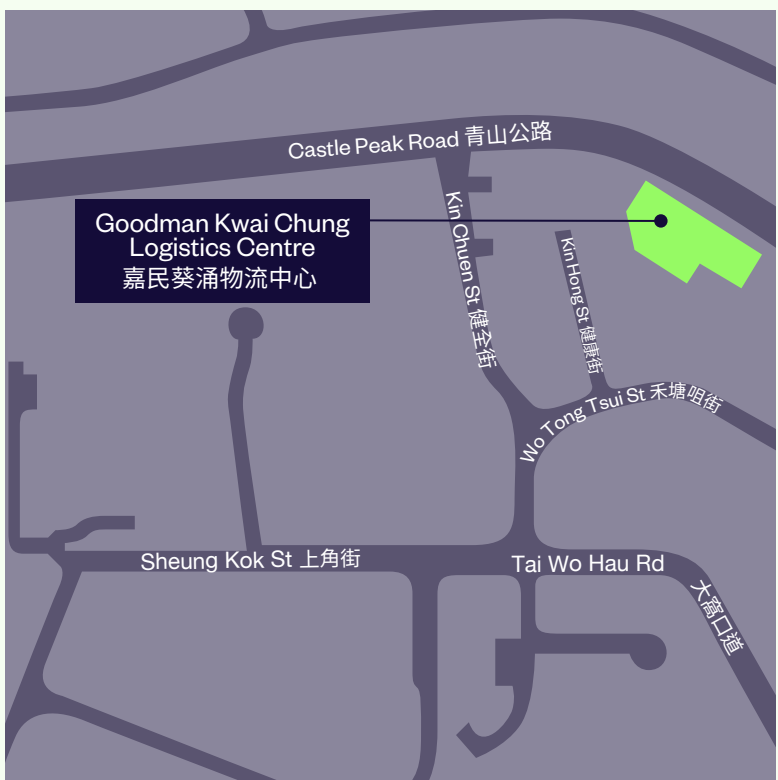 Castle Peak Road 青山公路
Goodman Kwai Chung
Logistics Centre
嘉民葵涌物流中心
Kin Chuen St 健全街
Kin Hong St 健康街
Wo Tong Tsui St 禾塘咀街
Sheung Kok St 上角街
Tai Wo Hau Rd
大窩口道